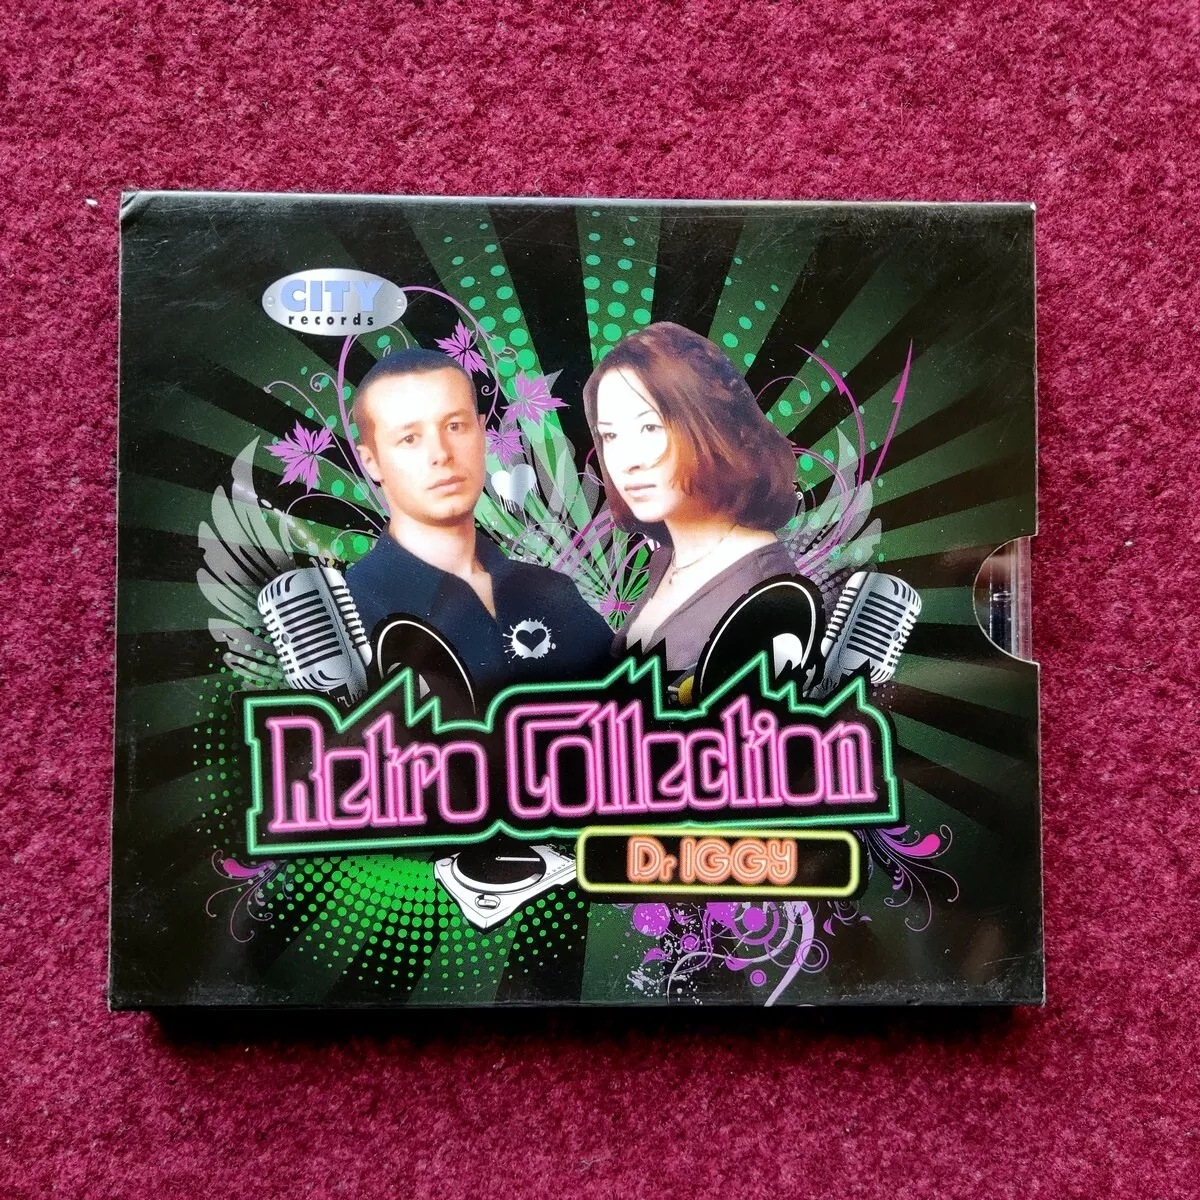 CITY
records
Retro Collection
Dr IGGY